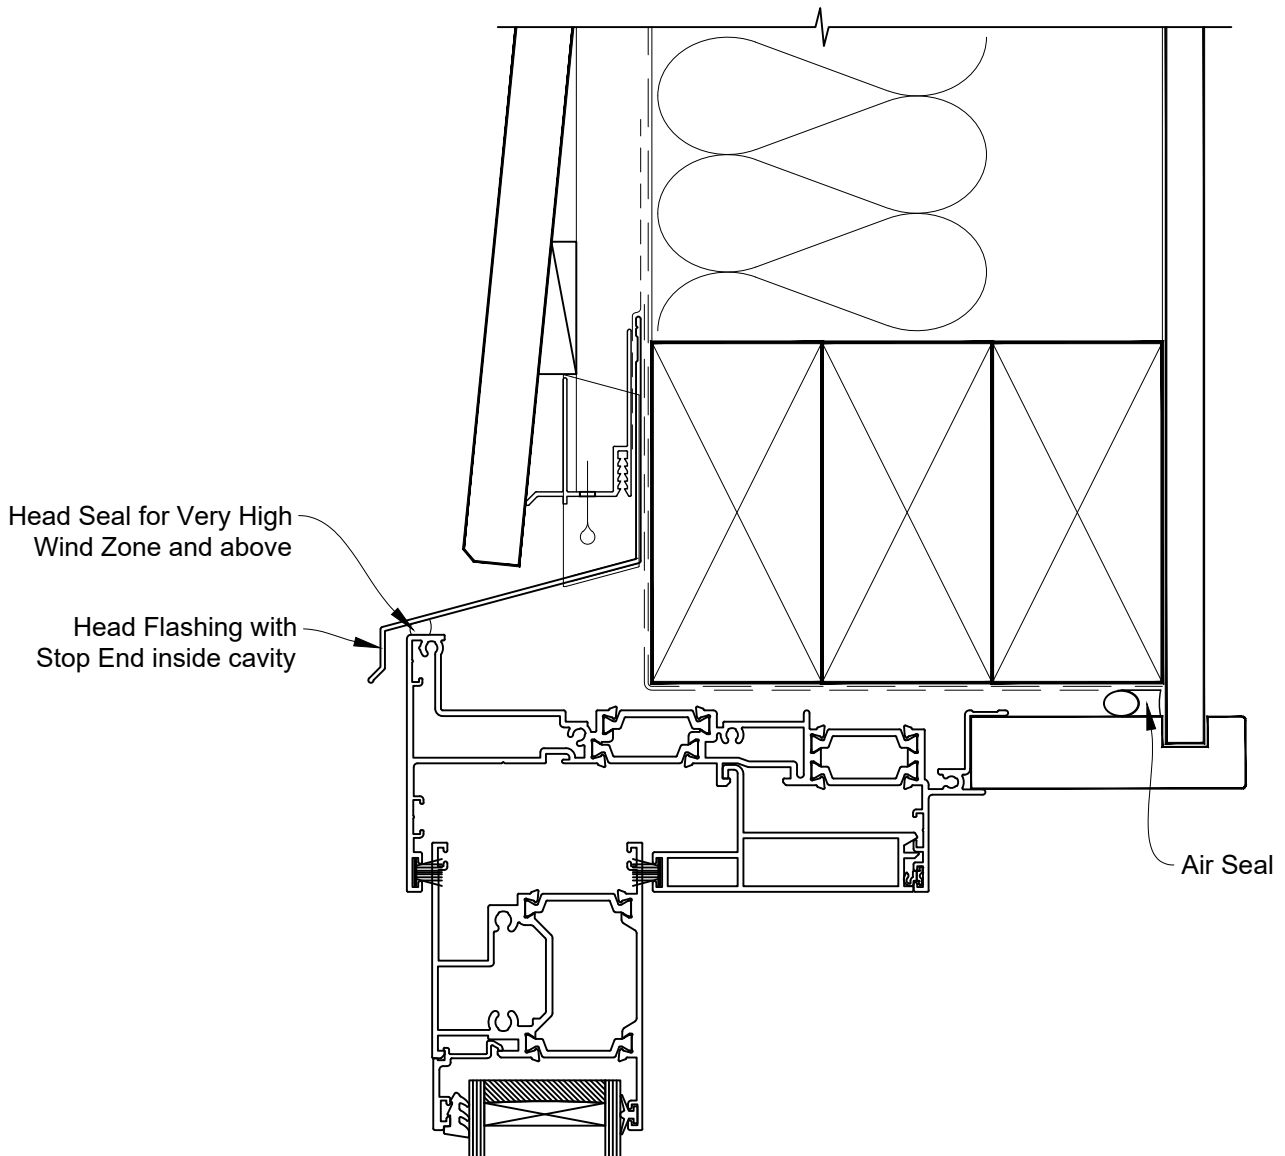 Head Seal for Very High
Wind Zone and above
Head Flashing with
Stop End inside cavity
Air Seal